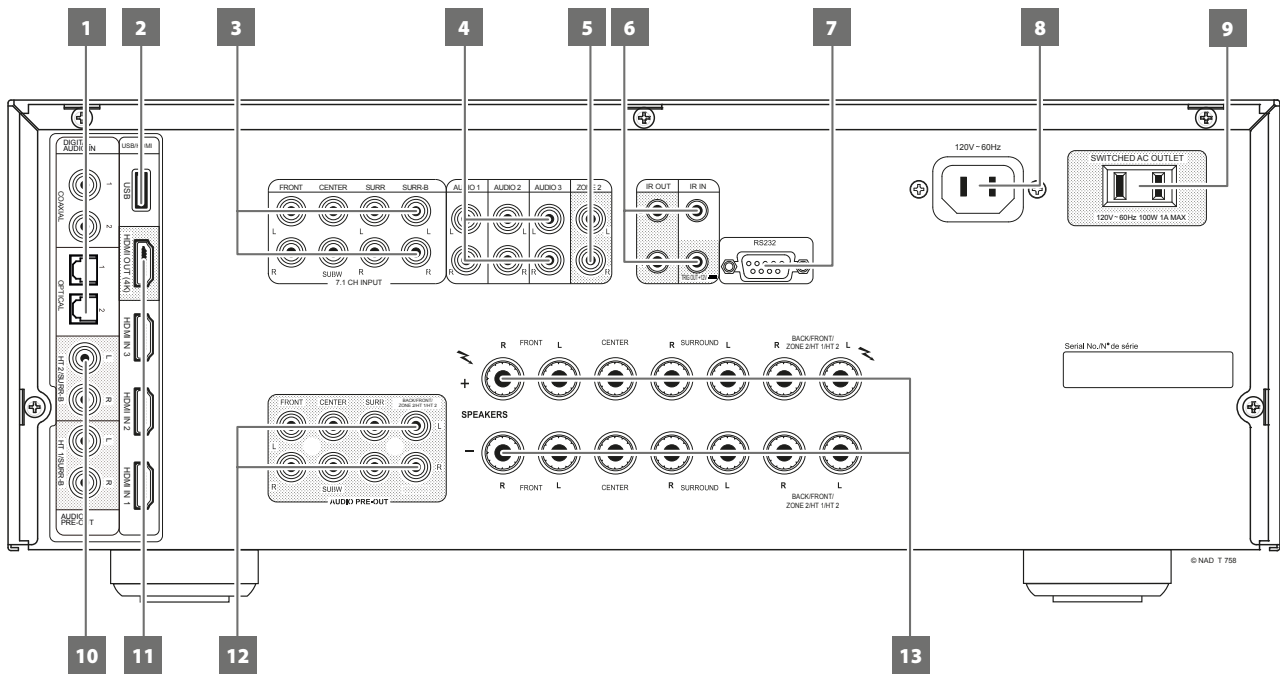 1 2 3 4 5 6 7 8 9
DIGITAL AUDIO IN
USB/HDMI
COAXIAL
1
2
OPTICAL
1
2
HT 2/SURR-B
L
R
HT 1/SURR-B
L
R
AUDIO PRE-OUT
USB
HDMI OUT (4K)
HDMI IN 3
HDMI IN 2
HDMI IN 1
FRONT CENTER SURR SURR-B
L L L
R SUBW R R
7.1 CH INPUT
AUDIO 1 AUDIO 2 AUDIO 3 ZONE 2
L L L
R R R
IR OUT IR IN
RS232
120V~60Hz
SWITCHED AC OUTLET
120V~60Hz 100W 1A MAX
R FRONT L CENTER R SURROUND L R BACK/FRONT/ ZONE 2/HT 1/HT 2 L
+
SPEAKERS
–
R FRONT L CENTER R SURROUND L R BACK/FRONT/ ZONE 2/HT 1/HT 2 L
FRONT CENTER SURR BACK/FRONT/ ZONE 2/HT 1/HT 2
L L
R SUBW R
AUDIO PRE-OUT
Serial No./N° de série
© NAD T 758
10 11 12 13